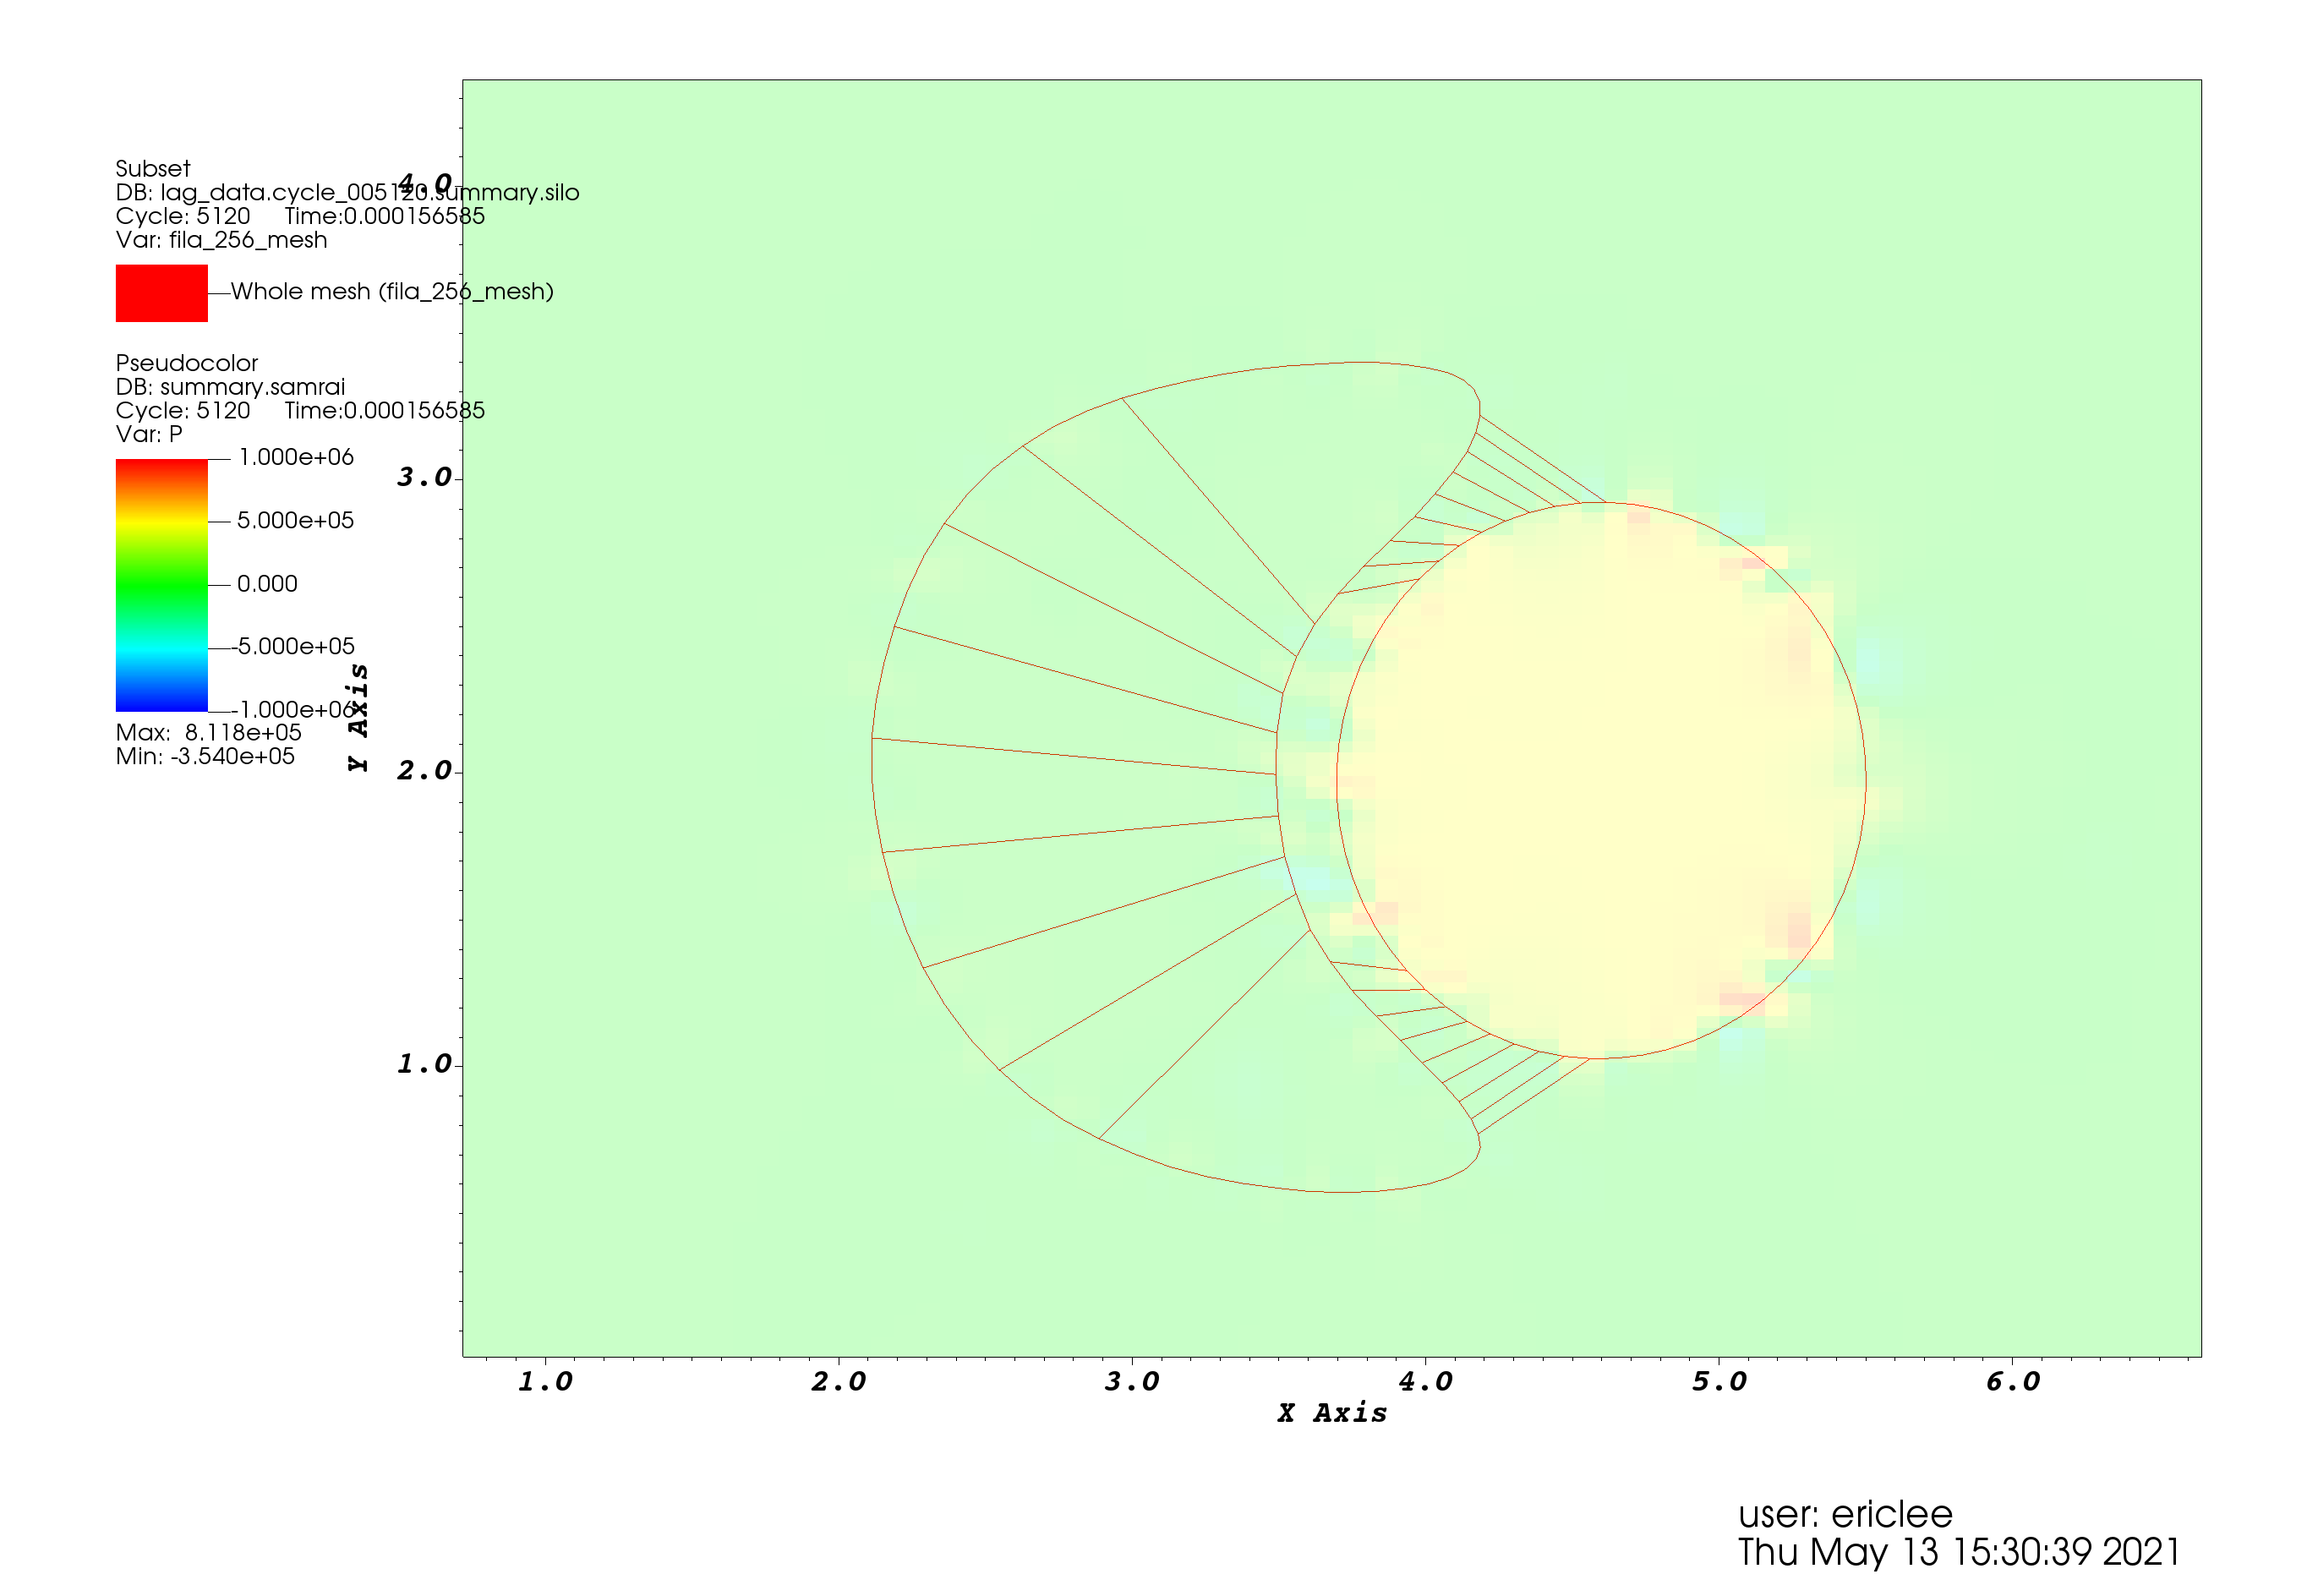 Subset
DB: lag_data.cycle_005120.summary.silo
Cycle: 5120 Time:0.000156585
Var: fila_256_mesh
Whole mesh (fila_256_mesh)
Pseudocolor
DB: summary.samrai
Cycle: 5120 Time:0.000156585
Var: P
1.000e+06
5.000e+05
0.000
-5.000e+05
-1.000e+06
Max: 8.118e+05
Min: -3.540e+05
4.0
3.0
2.0
1.0
Y Axis
1.0 2.0 3.0 4.0 5.0 6.0
X Axis
user: ericlee
Thu May 13 15:30:39 2021